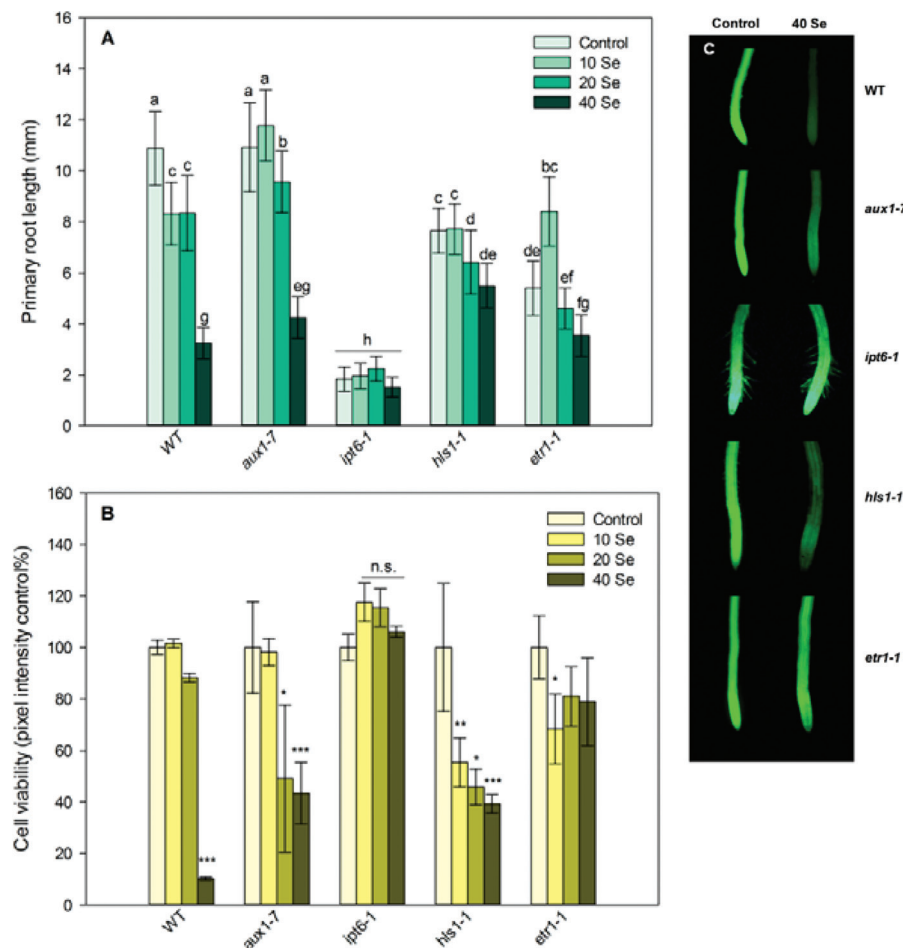 A
Control
10 Se
20 Se
40 Se
Primary root length (mm)
16
14
12
10
8
6
4
2
0
a
c
c
g
a
a
b
eg
h
c
c
d
de
de
bc
ef
fg
WT
aux1-7
ipt6-1
hls1-1
etr1-1
B
Control
10 Se
20 Se
40 Se
Cell viability (pixel intensity control%)
160
140
120
100
80
60
40
20
0
***
*
***
n.s.
**
*
***
*
WT
aux1-7
ipt6-1
hls1-1
etr1-1
Control 40 Se
C
WT
aux1-7
ipt6-1
hls1-1
etr1-1